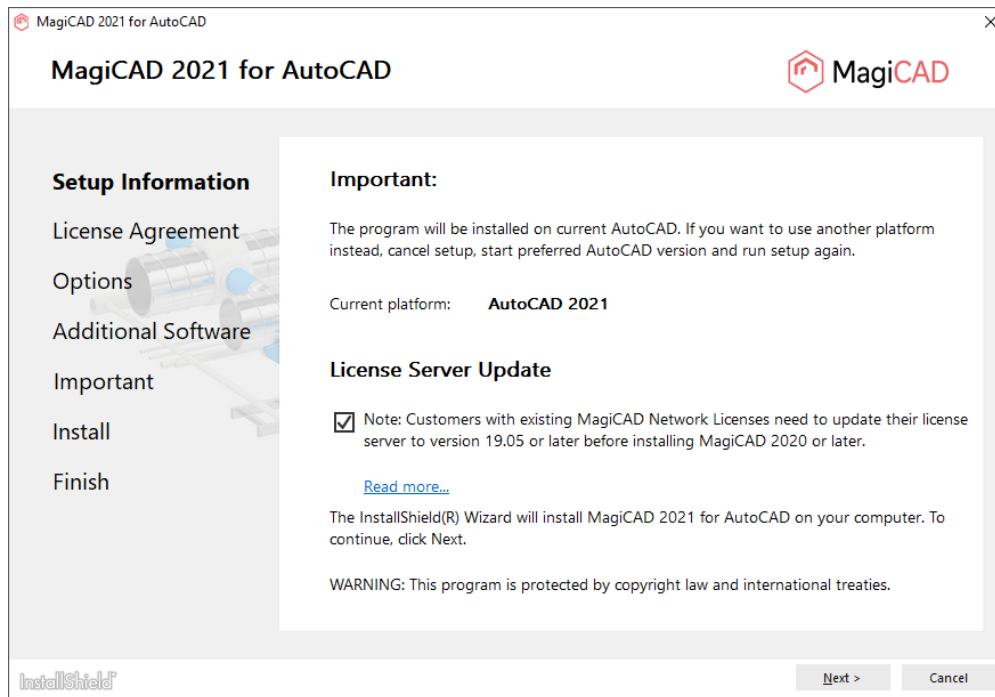 MagiCAD 2021 for AutoCAD
MagiCAD 2021 for AutoCAD
MagiCAD
Setup Information
License Agreement
Options
Additional Software
Important
Install
Finish
Important:
The program will be installed on current AutoCAD. If you want to use another platform
instead, cancel setup, start preferred AutoCAD version and run setup again.
Current platform: AutoCAD 2021
License Server Update
Note: Customers with existing MagiCAD Network Licenses need to update their license
server to version 19.05 or later before installing MagiCAD 2020 or later.
Read more...
The InstallShield(R) Wizard will install MagiCAD 2021 for AutoCAD on your computer. To
continue, click Next.
WARNING: This program is protected by copyright law and international treaties.
InstallShield
Next >
Cancel